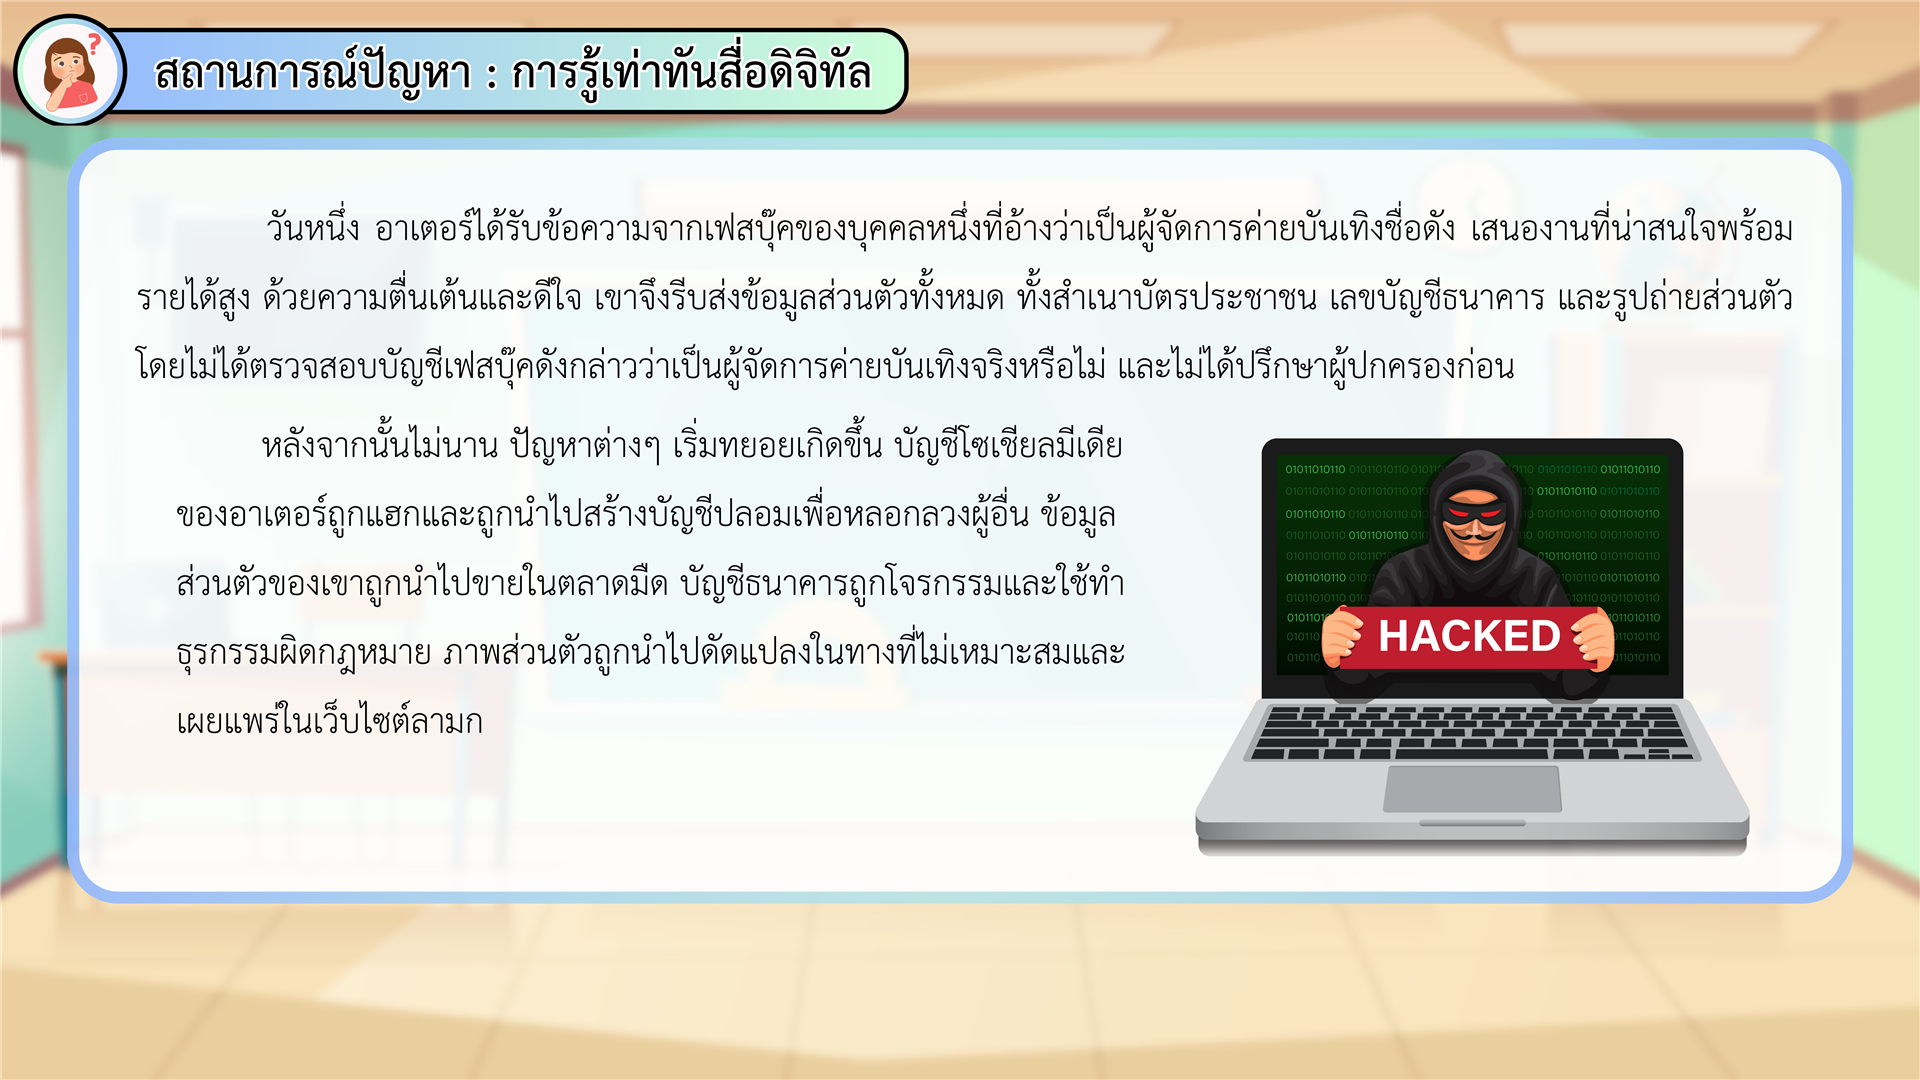 สถานการณ์ปัญหา : การรู้เท่าทันสื่อดิจิทัล
วันหนึ่ง อาเตอร์ได้รับข้อความจากเฟสบุ๊คของบุคคลหนึ่งที่อ้างว่าเป็นผู้จัดการค่ายบันเทิงชื่อดัง เสนองานที่น่าสนใจพร้อม
รายได้สูง ด้วยความตื่นเต้นและดีใจ เขาจึงรีบส่งข้อมูลส่วนตัวทั้งหมด ทั้งสำเนาบัตรประชาชน เลขบัญชีธนาคาร และรูปถ่ายส่วนตัว
โดยไม่ได้ตรวจสอบบัญชีเฟสบุ๊คดังกล่าวว่าเป็นผู้จัดการค่ายบันเทิงจริงหรือไม่ และไม่ได้ปรึกษาผู้ปกครองก่อน
หลังจากนั้นไม่นาน ปัญหาต่างๆ เริ่มทยอยเกิดขึ้น บัญชีโซเชียลมีเดีย
ของอาเตอร์ถูกแฮกและถูกนำไปสร้างบัญชีปลอมเพื่อหลอกลวงผู้อื่น ข้อมูล
ส่วนตัวของเขาถูกนำไปขายในตลาดมืด บัญชีธนาคารถูกโจรกรรมและใช้ทำ
ธุรกรรมผิดกฎหมาย ภาพส่วนตัวถูกนำไปดัดแปลงในทางที่ไม่เหมาะสมและ
เผยแพร่ในเว็บไซต์ลามก
HACKED